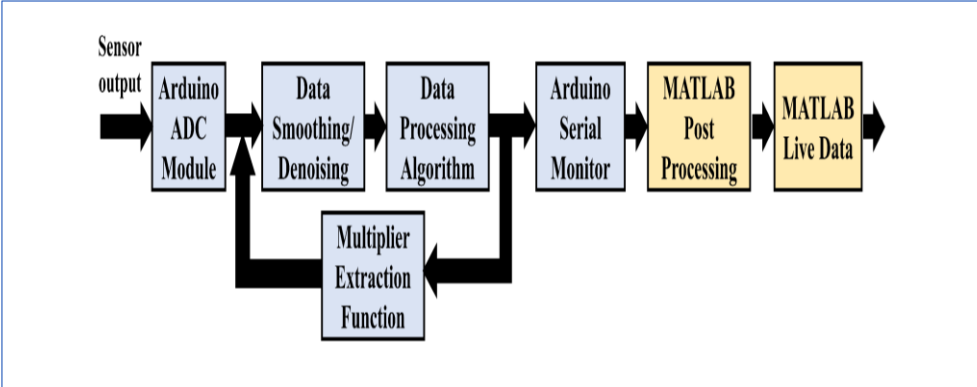 Sensor
output
Arduino
ADC
Module
Data
Smoothing/
Denoising
Data
Processing
Algorithm
Arduino
Serial
Monitor
MATLAB
Post
Processing
MATLAB
Live Data
Multiplier
Extraction
Function